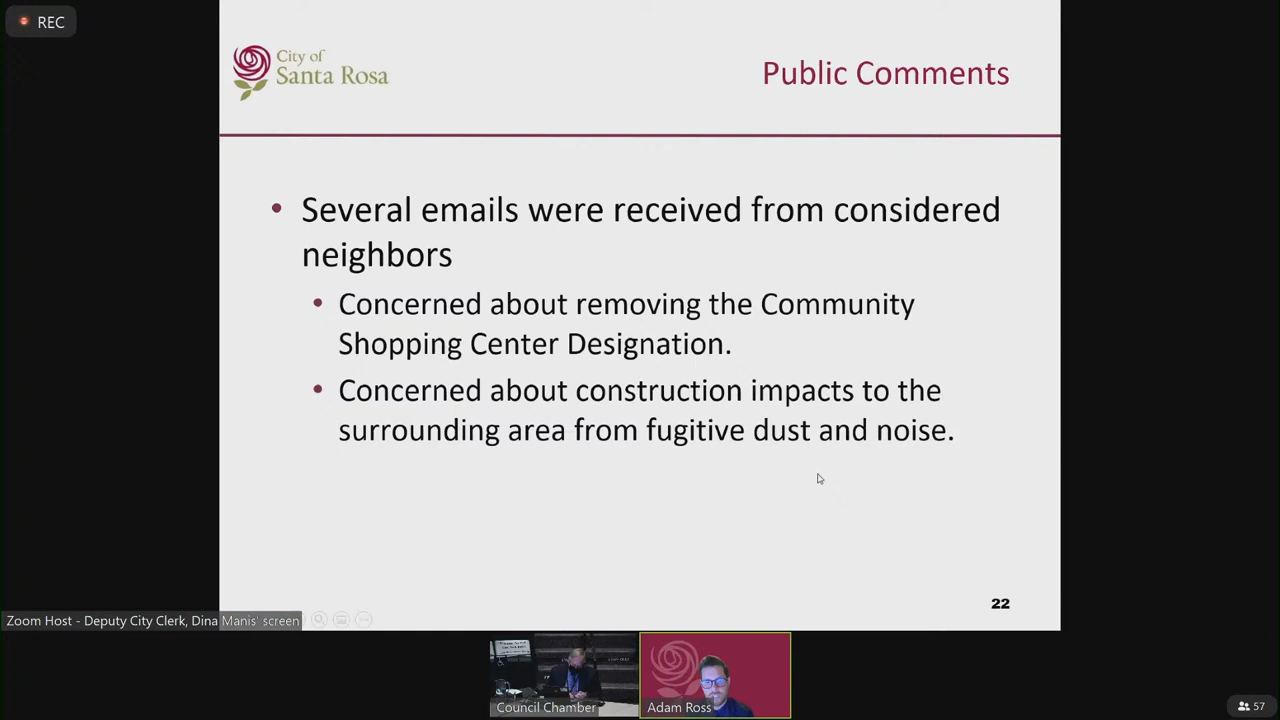 REC
City of
Santa Rosa
Public Comments
• Several emails were received from considered
neighbors
• Concerned about removing the Community
Shopping Center Designation.
• Concerned about construction impacts to the
surrounding area from fugitive dust and noise.
22
Zoom Host - Deputy City Clerk, Dina Manis' screen
Council Chamber
Adam Ross
57